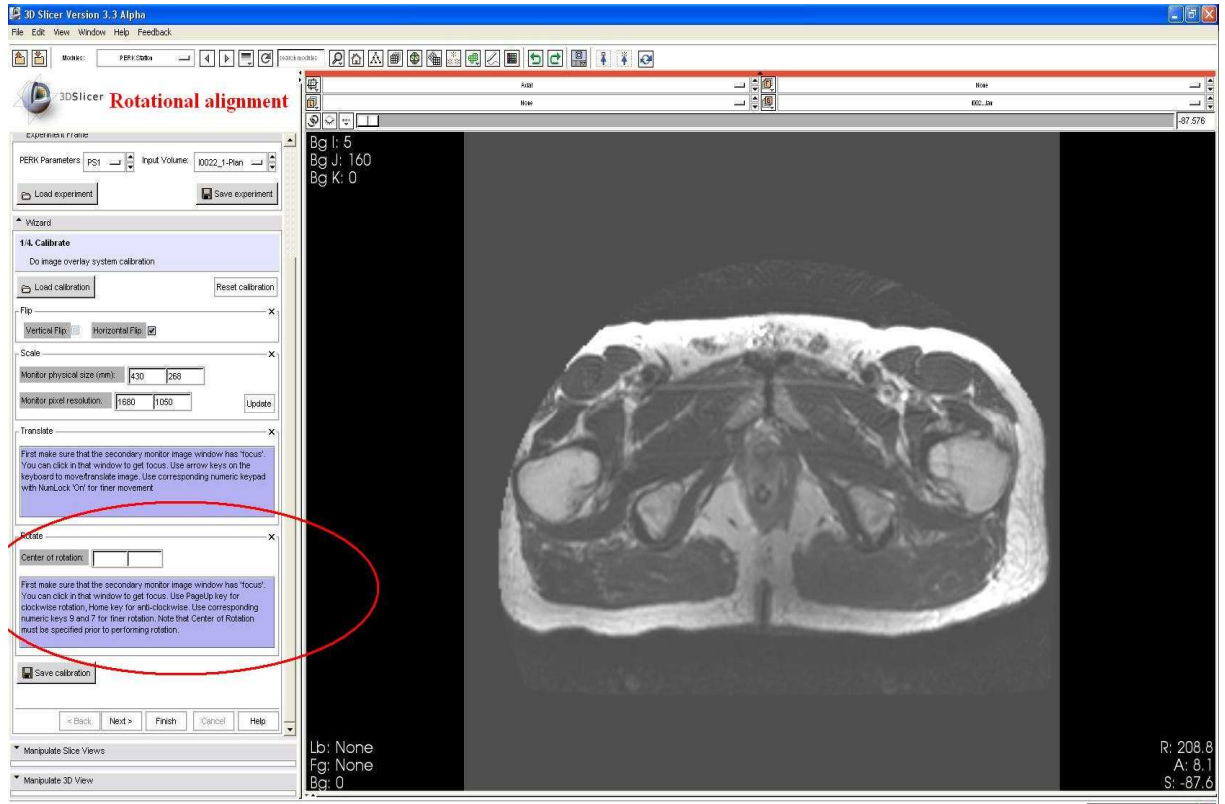 3D Slicer Version 3.3 Alpha
File Edit View Window Help Feedback
Modules: PERKStation
search modules
3DSlicer Rotational alignment
Axial
None
None
I002...lan
-87.576
Experiment Frame
PERK Parameters PS1 Input Volume: I0022_1-Plan
Load experiment Save experiment
Wizard
1/4. Calibrate
Do image overlay system calibration
Load calibration Reset calibration
Flip
Vertical Flip: Horizontal Flip:
Scale
Monitor physical size (mm): 430 268
Monitor pixel resolution: 1680 1050 Update
Translate
First make sure that the secondary monitor image window has 'focus'.
You can click in that window to get focus. Use arrow keys on the
keyboard to move/translate image. Use corresponding numeric keypad
with NumLock 'On' for finer movement
Rotate
Center of rotation:
First make sure that the secondary monitor image window has 'focus'.
You can click in that window to get focus. Use PageUp key for
clockwise rotation, Home key for anti-clockwise. Use corresponding
numeric keys 9 and 7 for finer rotation. Note that Center of Rotation
must be specified prior to performing rotation.
Save calibration
< Back Next > Finish Cancel Help
Manipulate Slice Views
Manipulate 3D View
Bg I: 5
Bg J: 160
Bg K: 0
Lb: None
Fg: None
Bg: 0
R: 208.8
A: 8.1
S: -87.6